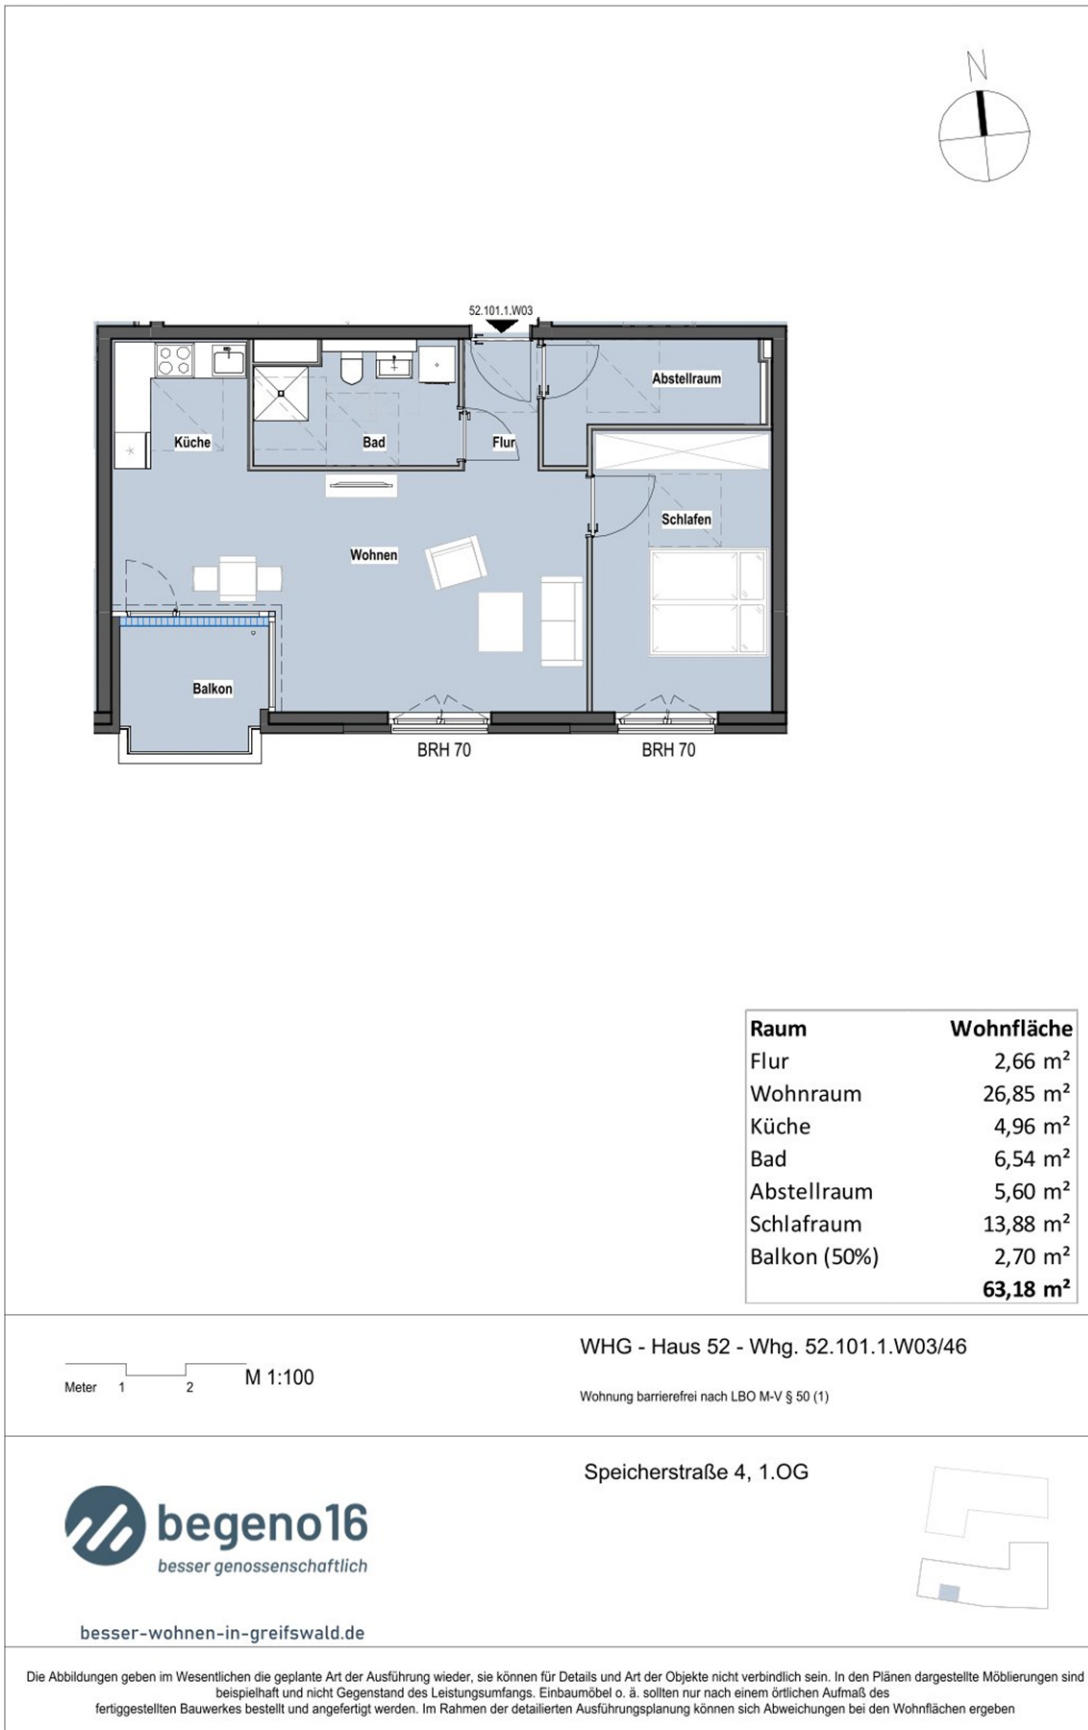 N
52.101.1.W03
Abstellraum
Küche
Bad
Flur
Schlafen
Wohnen
Balkon
BRH 70
BRH 70
Raum Wohnfläche
Flur 2,66 m²
Wohnraum 26,85 m²
Küche 4,96 m²
Bad 6,54 m²
Abstellraum 5,60 m²
Schlafraum 13,88 m²
Balkon (50%) 2,70 m²
63,18 m²
WHG - Haus 52 - Whg. 52.101.1.W03/46
Meter 1 2 M 1:100
Wohnung barrierefrei nach LBO M-V § 50 (1)
Speicherstraße 4, 1.OG
begeno16
besser genossenschaftlich
besser-wohnen-in-greifswald.de
Die Abbildungen geben im Wesentlichen die geplante Art der Ausführung wieder, sie können für Details und Art der Objekte nicht verbindlich sein. In den Plänen dargestellte Möblierungen sind
beispielhaft und nicht Gegenstand des Leistungsumfangs. Einbaumöbel o. ä. sollten nur nach einem örtlichen Aufmaß des
fertiggestellten Bauwerkes bestellt und angefertigt werden. Im Rahmen der detailierten Ausführungsplanung können sich Abweichungen bei den Wohnflächen ergeben